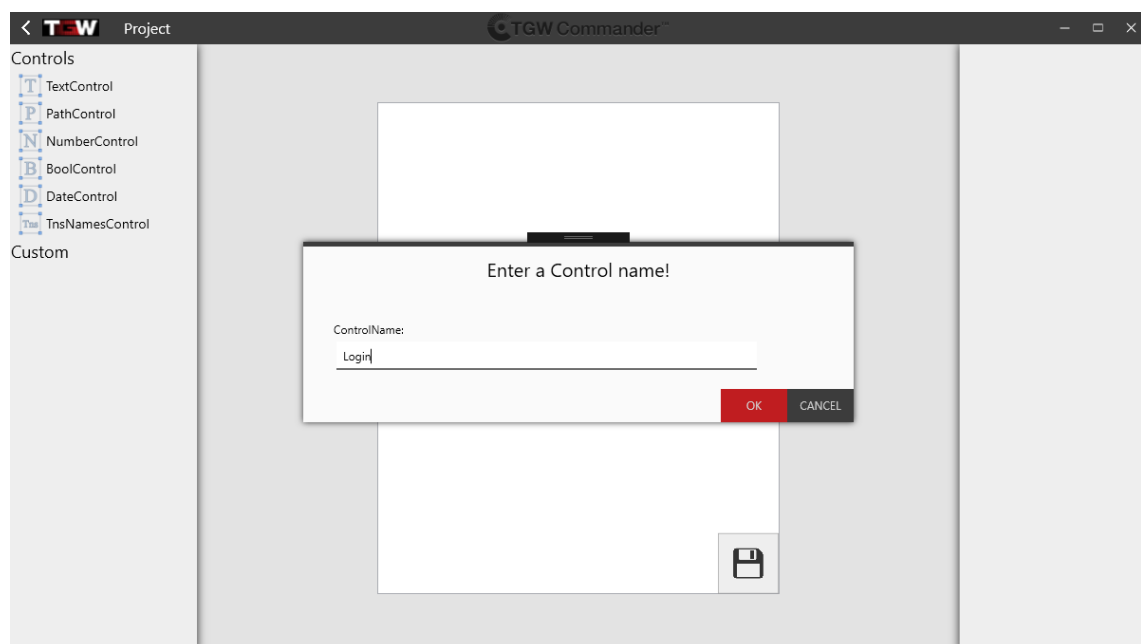 TGW Project
TGW Commander™
Controls
T TextControl
P PathControl
N NumberControl
B BoolControl
D DateControl
Tns TnsNamesControl
Custom
Enter a Control name!
ControlName:
Login
OK
CANCEL